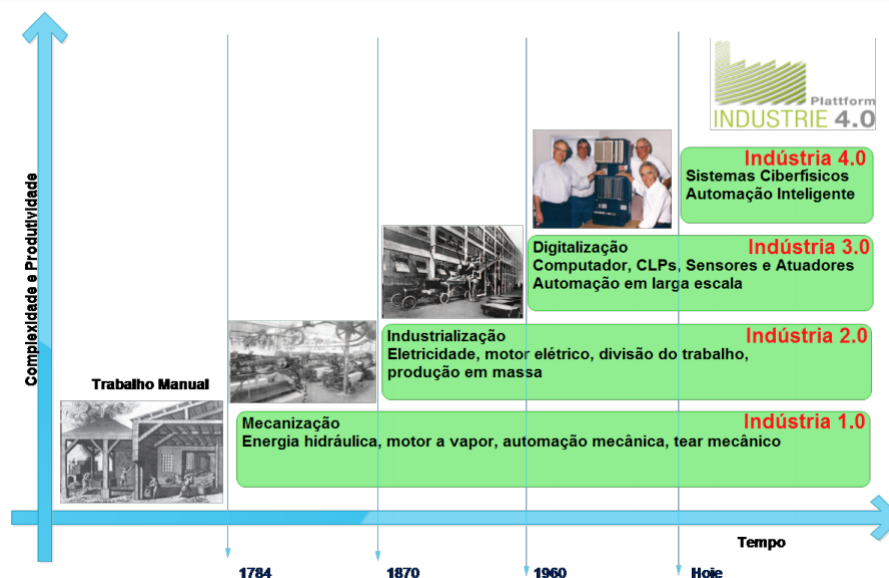 Plattform
INDUSTRIE 4.0
Indústria 4.0
Sistemas Ciberfísicos
Automação Inteligente
Indústria 3.0
Digitalização
Computador, CLPs, Sensores e Atuadores
Automação em larga escala
Indústria 2.0
Industrialização
Eletricidade, motor elétrico, divisão do trabalho,
produção em massa
Trabalho Manual
Indústria 1.0
Mecanização
Energia hidráulica, motor a vapor, automação mecânica, tear mecânico
Complexidade e Produtividade
Tempo
1784
1870
1960
Hoje